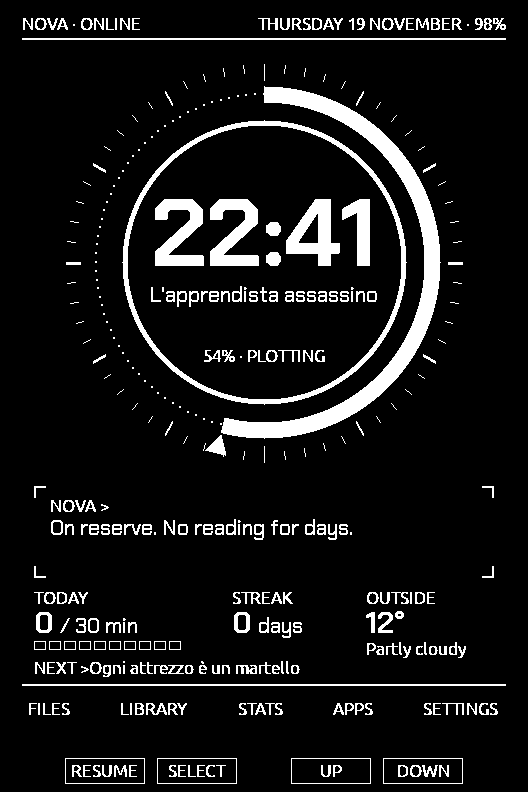 NOVA · ONLINE THURSDAY 19 NOVEMBER · 98%
22:41
L'apprendista assassino
54% · PLOTTING
NOVA >
On reserve. No reading for days.
TODAY STREAK OUTSIDE
0 / 30 min 0 days 12°
Partly cloudy
NEXT >Ogni attrezzo è un martello
FILES LIBRARY STATS APPS SETTINGS
RESUME SELECT UP DOWN